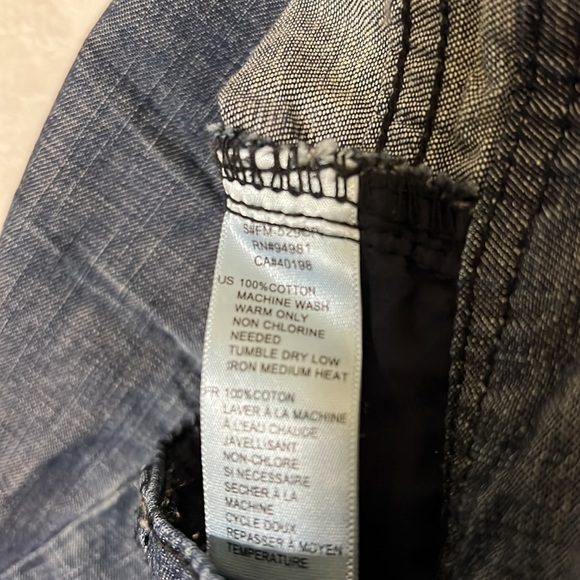 RN#94981
CA#40198
US 100%COTTON
MACHINE WASH
WARM ONLY
NON CHLORINE
NEEDED
TUMBLE DRY LOW
IRON MEDIUM HEAT
FR 100%COTON
LAVER À LA MACHINE
À L'EAU CHAUDE
JAVELLISANT
NON-CHLORE
SI NÉCESSAIRE
SÉCHER À LA
MACHINE
CYCLE DOUX
REPASSER À MOYEN
TEMPERATURE